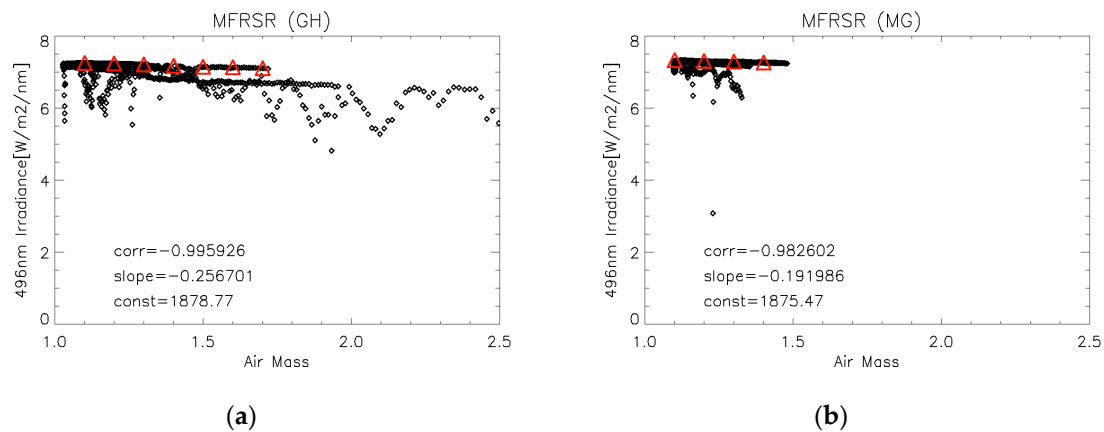 MFRSR (GH)
8
6
4
2
0
496nm Irradiance[W/m2/nm]
corr=−0.995926
slope=−0.256701
const=1878.77
1.0 1.5 2.0 2.5
Air Mass
(a)
MFRSR (MG)
8
6
4
2
0
496nm Irradiance[W/m2/nm]
corr=−0.982602
slope=−0.191986
const=1875.47
1.0 1.5 2.0 2.5
Air Mass
(b)